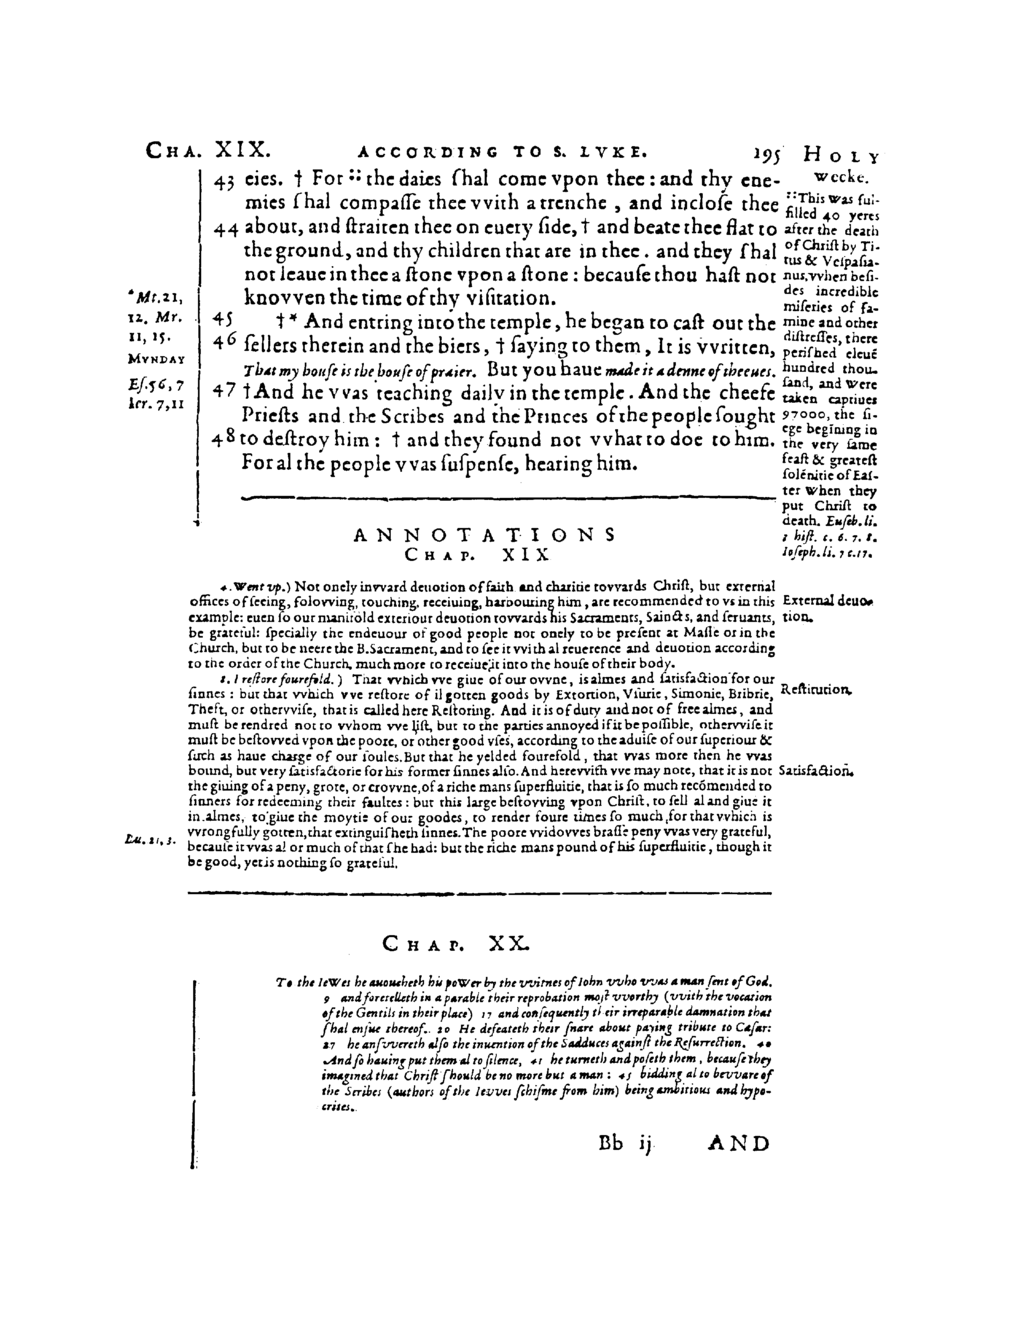 CHA. XIX. ACCORDING TO S. LVKE. 195 HOLY
weeke.
43 eies. † For :: the daies ſhal come vpon thee: and thy ene-
mies ſhal compaſſe thee vvith a trenche, and incloſe thee
44 about, and ſtraiten thee on euery ſide, † and beate thee flat to
the ground, and thy children that are in thee. and they ſhal
not leaue in thee a ſtone vpon a ſtone: becauſe thou haſt not
knovven the time of thy viſitation.
45 †* And entring into the temple, he began to caſt out the
46 ſellers therein and the biers, † ſaying to them, It is vvritten,
That my houſe is the houſe of praier. But you haue made it a denne of theeues.
47 † And he vvas teaching daily in the temple. And the cheefe
Prieſts and the Scribes and the Princes of the people ſought
48 to deſtroy him: † and they found not vvhat to doe to him.
For al the people vvas ſuſpenſe, hearing him.
*Mt. 21,
12. Mr.
11, 15.
MVNDAY
Eſ. 56, 7
Ier. 7, 11
:: This was ful-
filled 40 yeres
after the death
of Chriſt by Ti-
tus & Veſpaſia-
nus, vvhen beſi-
des incredible
miſeries of fa-
mine and other
diſtreſſes, there
periſhed eleuē
hundred thou-
ſand, and were
taken captiues
97000, the ſi-
ege begining in
the very ſame
feaſt & greateſt
ſolēnitie of Eaſ-
ter when they
put Chriſt to
death. Euſeb. li.
3 hiſt. c. 6. 7. 8.
Ioſeph. li. 7 c. 17.
ANNOTATIONS
CHAP. XIX
4. Went vp.) Not onely invvard deuotion of faith and charitie tovvards Chriſt, but external
offices of ſeeing, folovving, touching, receiuing, harbouring him, are recommended to vs in this
example: euen ſo our manifold exteriour deuotion tovvards his Sacraments, Sainčts, and ſeruants,
be grateful: ſpecially the endeuour of good people not onely to be preſent at Maſſe or in the
Church, but to be neere the B. Sacrament, and to ſee it vvith al reuerence and deuotion according
to the order of the Church, much more to receiue it into the houſe of their body.
External deuo-
tion.
8. I reſtore fourefold.) That vvhich vve giue of our ovvne, is almes and ſatisfaction for our
ſinnes: but that vvhich vve reſtore of il gotten goods by Extortion, Vſurie, Simonie, Bribrie,
Theft, or othervviſe, that is called here Reſtoring. And it is of duty and not of free almes, and
muſt be rendred not to vvhom vve liſt, but to the parties annoyed if it be poſſible, othervviſe it
muſt be beſtovved vpon the poore, or other good vſes, according to the aduiſe of our ſuperiour &
ſuch as haue charge of our ſoules. But that he yelded fourefold, that vvas more then he vvas
bound, but very ſatisfactorie for his former ſinnes alſo. And herevvith vve may note, that it is not
the giuing of a peny, grote, or crovvne, of a riche mans ſuperfluitie, that is ſo much recōmended to
ſinners for redeeming their faultes: but this large beſtovving vpon Chriſt, to ſell al and giue it
in almes, to giue the moytie of our goodes, to render foure times ſo much, for that vvhich is
vvrongfully gotten, that extinguiſheth ſinnes. The poore vvidovves braſſe peny vvas very grateful,
becauſe it vvas al or much of that ſhe had: but the riche mans pound of his ſuperfluitie, though it
be good, yet is nothing ſo grateful.
Reſtitution.
Satisfaction.
Lu. 21, 3.
CHAP. XX.
To the Iewes he auoucheth his power by the vvitnes of Iohn vvho vvas a man ſent of God.
9 and foretelleth in a parable their reprobation moſt vvorthy (vvith the vocation
of the Gentils in their place) 17 and conſequently their irreparable damnation that
ſhal enſue thereof. 20 He defeateth their ſnare about paying tribute to Cæſar:
27 he anſvvereth alſo the inuention of the Sadduces againſt the Reſurrection. 40
And ſo hauing put them al to ſilence, 41 he turneth and poſeth them, becauſe they
imagined that Chriſt ſhould be no more but a man: 45 bidding al to bevvare of
the Scribes (authors of the Ievves ſchiſme from him) being ambitious and hypo-
crites.
Bb ij AND